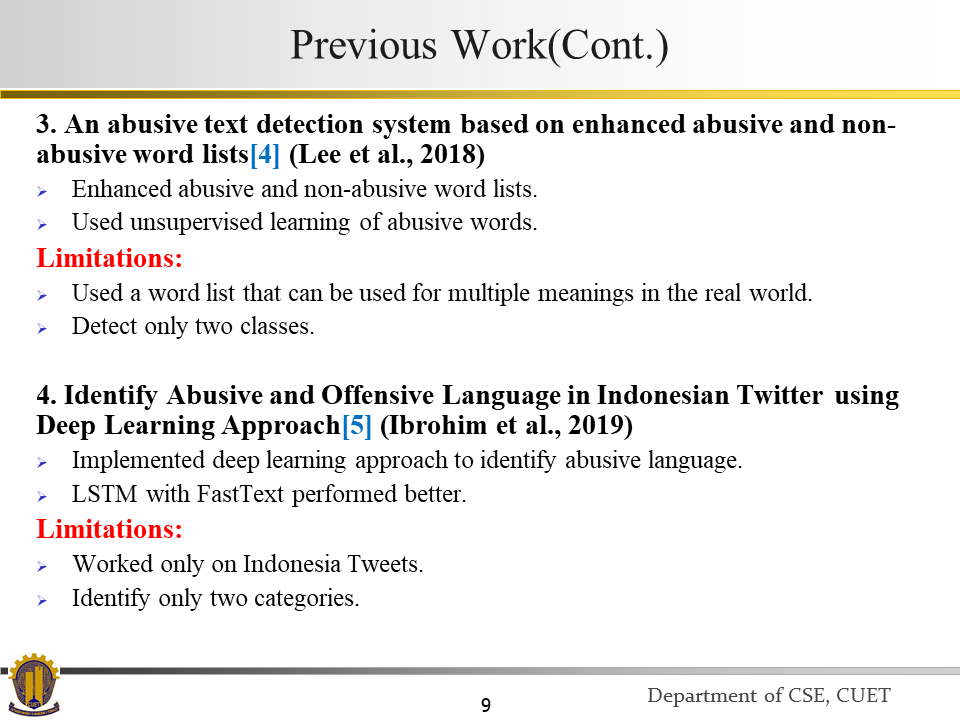 Previous Work(Cont.)
3. An abusive text detection system based on enhanced abusive and non-
abusive word lists[4] (Lee et al., 2018)
➢ Enhanced abusive and non-abusive word lists.
➢ Used unsupervised learning of abusive words.
Limitations:
➢ Used a word list that can be used for multiple meanings in the real world.
➢ Detect only two classes.
4. Identify Abusive and Offensive Language in Indonesian Twitter using
Deep Learning Approach[5] (Ibrohim et al., 2019)
➢ Implemented deep learning approach to identify abusive language.
➢ LSTM with FastText performed better.
Limitations:
➢ Worked only on Indonesia Tweets.
➢ Identify only two categories.
CUET
9
Department of CSE, CUET